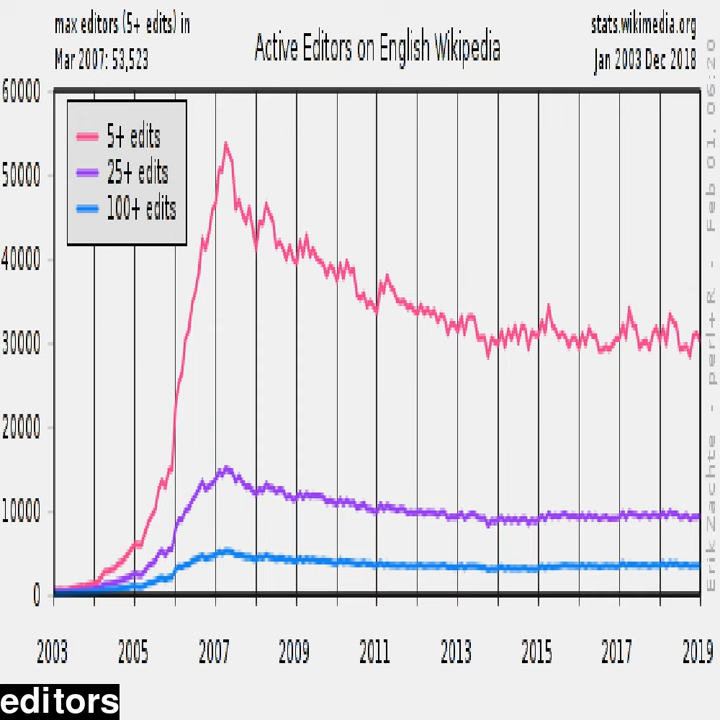 max editors (5+ edits) in
Mar 2007: 53,523
Active Editors on English Wikipedia
stats.wikimedia.org
Jan 2003 Dec 2018
60000
50000
40000
30000
20000
10000
0
5+ edits
25+ edits
100+ edits
2003 2005 2007 2009 2011 2013 2015 2017 2019
Erik Zachte - perl+R - Feb 01, 06:20
editors